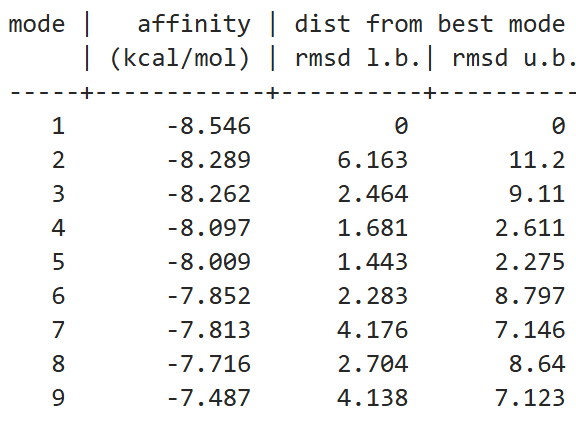 mode |   affinity | dist from best mode
     | (kcal/mol) | rmsd l.b.| rmsd u.b.
-----+------------+----------+----------
   1       -8.546          0          0
   2       -8.289      6.163       11.2
   3       -8.262      2.464       9.11
   4       -8.097      1.681      2.611
   5       -8.009      1.443      2.275
   6       -7.852      2.283      8.797
   7       -7.813      4.176      7.146
   8       -7.716      2.704       8.64
   9       -7.487      4.138      7.123